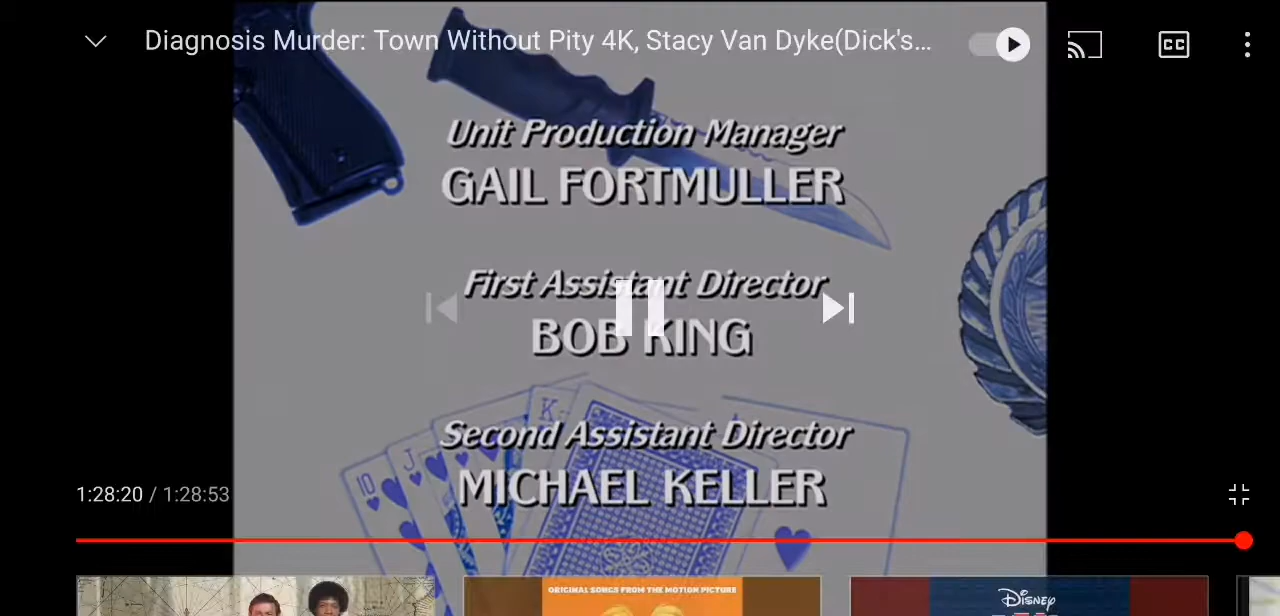 Diagnosis Murder: Town Without Pity 4K, Stacy Van Dyke(Dick's...
CC
Unit Production Manager
GAIL FORTMULLER
First Assistant Director
BOB KING
K
Second Assistant Director
J
10
MICHAEL KELLER
1:28:20 / 1:28:53
ORIGINAL SONGS FROM THE MOTION PICTURE
Disney